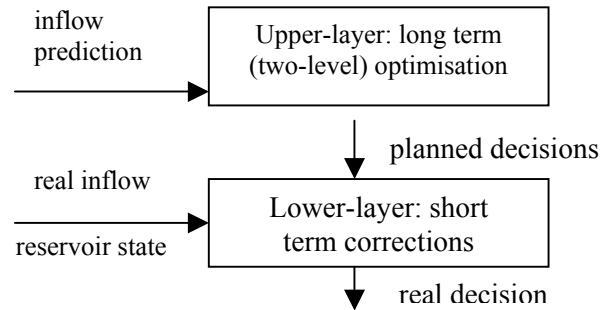 inflow
prediction
Upper-layer: long term
(two-level) optimisation
planned decisions
real inflow
reservoir state
Lower-layer: short
term corrections
real decision